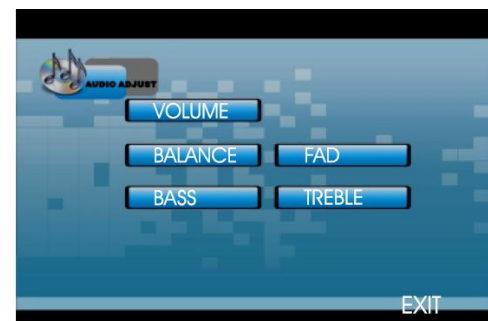 AUDIO ADJUST
VOLUME
BALANCE FAD
BASS TREBLE
EXIT